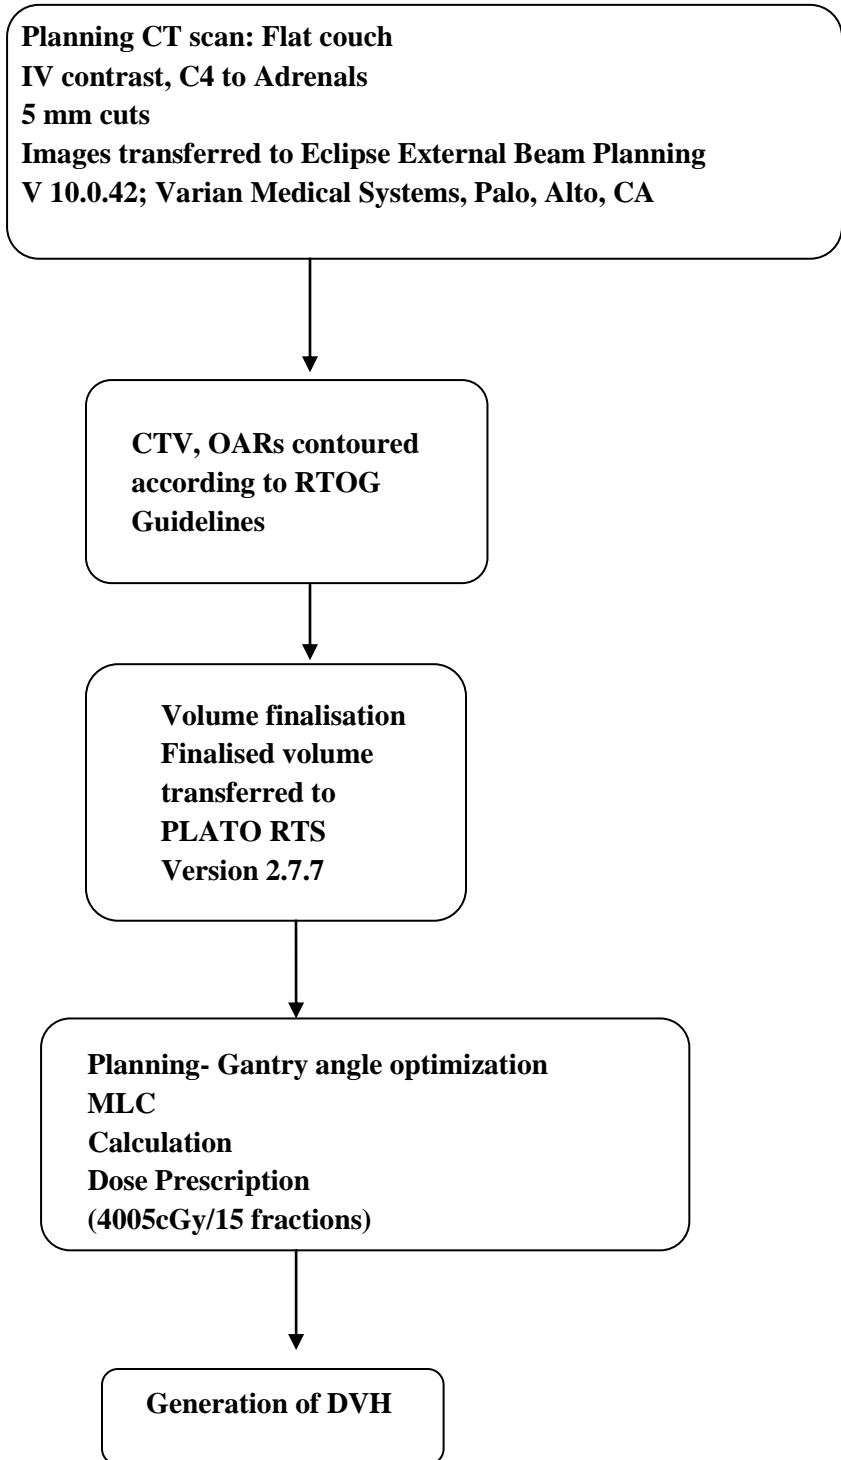 Planning CT scan: Flat couch
IV contrast, C4 to Adrenals
5 mm cuts
Images transferred to Eclipse External Beam Planning
V 10.0.42; Varian Medical Systems, Palo, Alto, CA
CTV, OARs contoured
according to RTOG
Guidelines
Volume finalisation
Finalised volume
transferred to
PLATO RTS
Version 2.7.7
Planning- Gantry angle optimization
MLC
Calculation
Dose Prescription
(4005cGy/15 fractions)
Generation of DVH